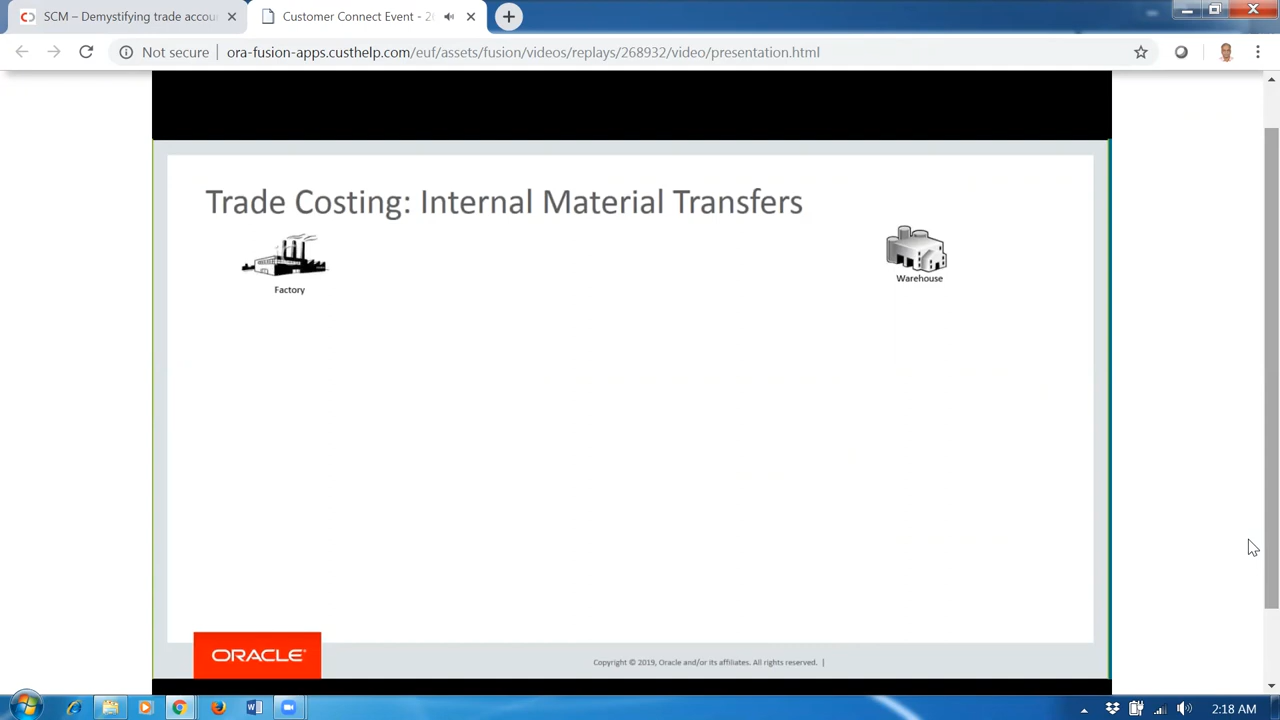 SCM – Demystifying trade accou
Customer Connect Event - 2
Not secure | ora-fusion-apps.custhelp.com/euf/assets/fusion/videos/replays/268932/video/presentation.html
Trade Costing: Internal Material Transfers
Factory
Warehouse
ORACLE
Copyright © 2019, Oracle and/or its affiliates. All rights reserved. |
2:18 AM